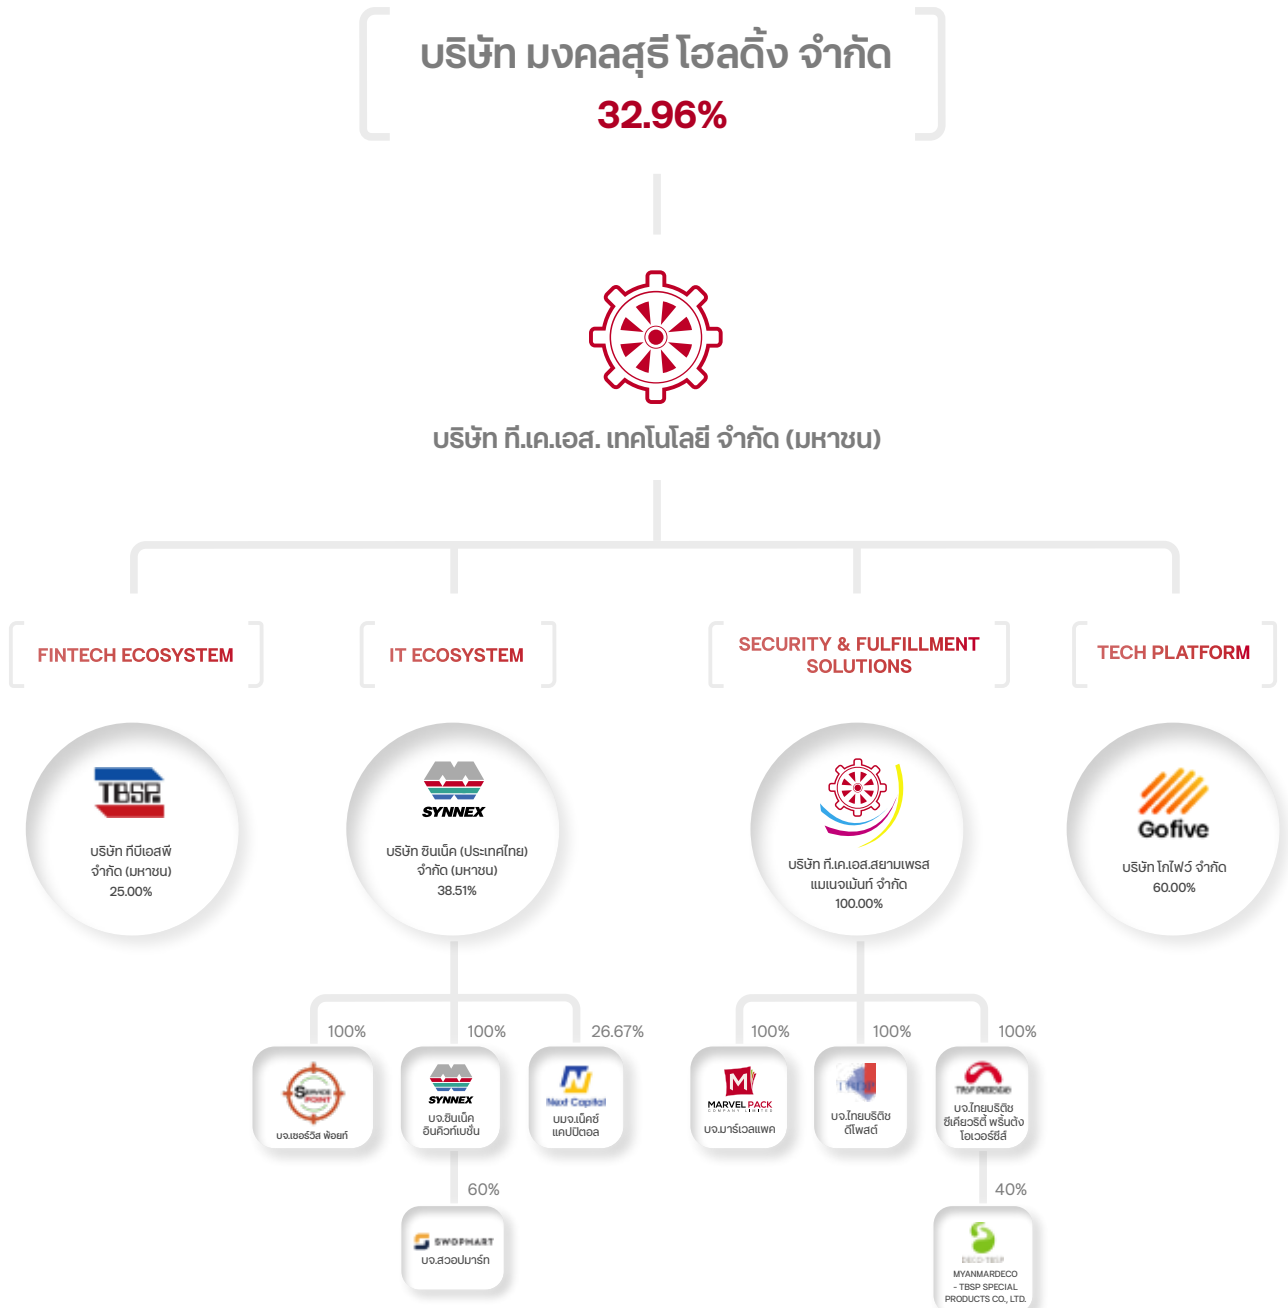 บริษัท มงคลสุธี โฮลดิ้ง จำกัด
32.96%
บริษัท ที.เค.เอส. เทคโนโลยี จำกัด (มหาชน)
FINTECH ECOSYSTEM
IT ECOSYSTEM
SECURITY & FULFILLMENT
SOLUTIONS
TECH PLATFORM
TBSP
บริษัท ทีบีเอสพี
จำกัด (มหาชน)
25.00%
SYNNEX
บริษัท ซินเน็ค (ประเทศไทย)
จำกัด (มหาชน)
38.51%
บริษัท ที.เค.เอส.สยามเพรส
แมเนจเม้นท์ จำกัด
100.00%
Gofive
บริษัท โกไฟว์ จำกัด
60.00%
100%
100%
26.67%
100%
100%
100%
SERVICE
POINT
บจ.เซอร์วิส พ้อยท์
SYNNEX
บจ.ซินเน็ค
อินคิวท์เบชั่น
Next Capital
บมจ.เน็คซ์
แคปปิตอล
M
MARVEL PACK
COMPANY LIMITED
บจ.มาร์เวลแพค
TBDP
บจ.ไทยบริติช
ดีโพสต์
TBSP OVERSEAS
บจ.ไทยบริติช
ซีเคียวริตี้ พริ้นติ้ง
โอเวอร์ซีส์
60%
40%
SWOPMART
บจ.สวอปมาร์ท
DECO-TBSP
MYANMARDECO
- TBSP SPECIAL
PRODUCTS CO., LTD.